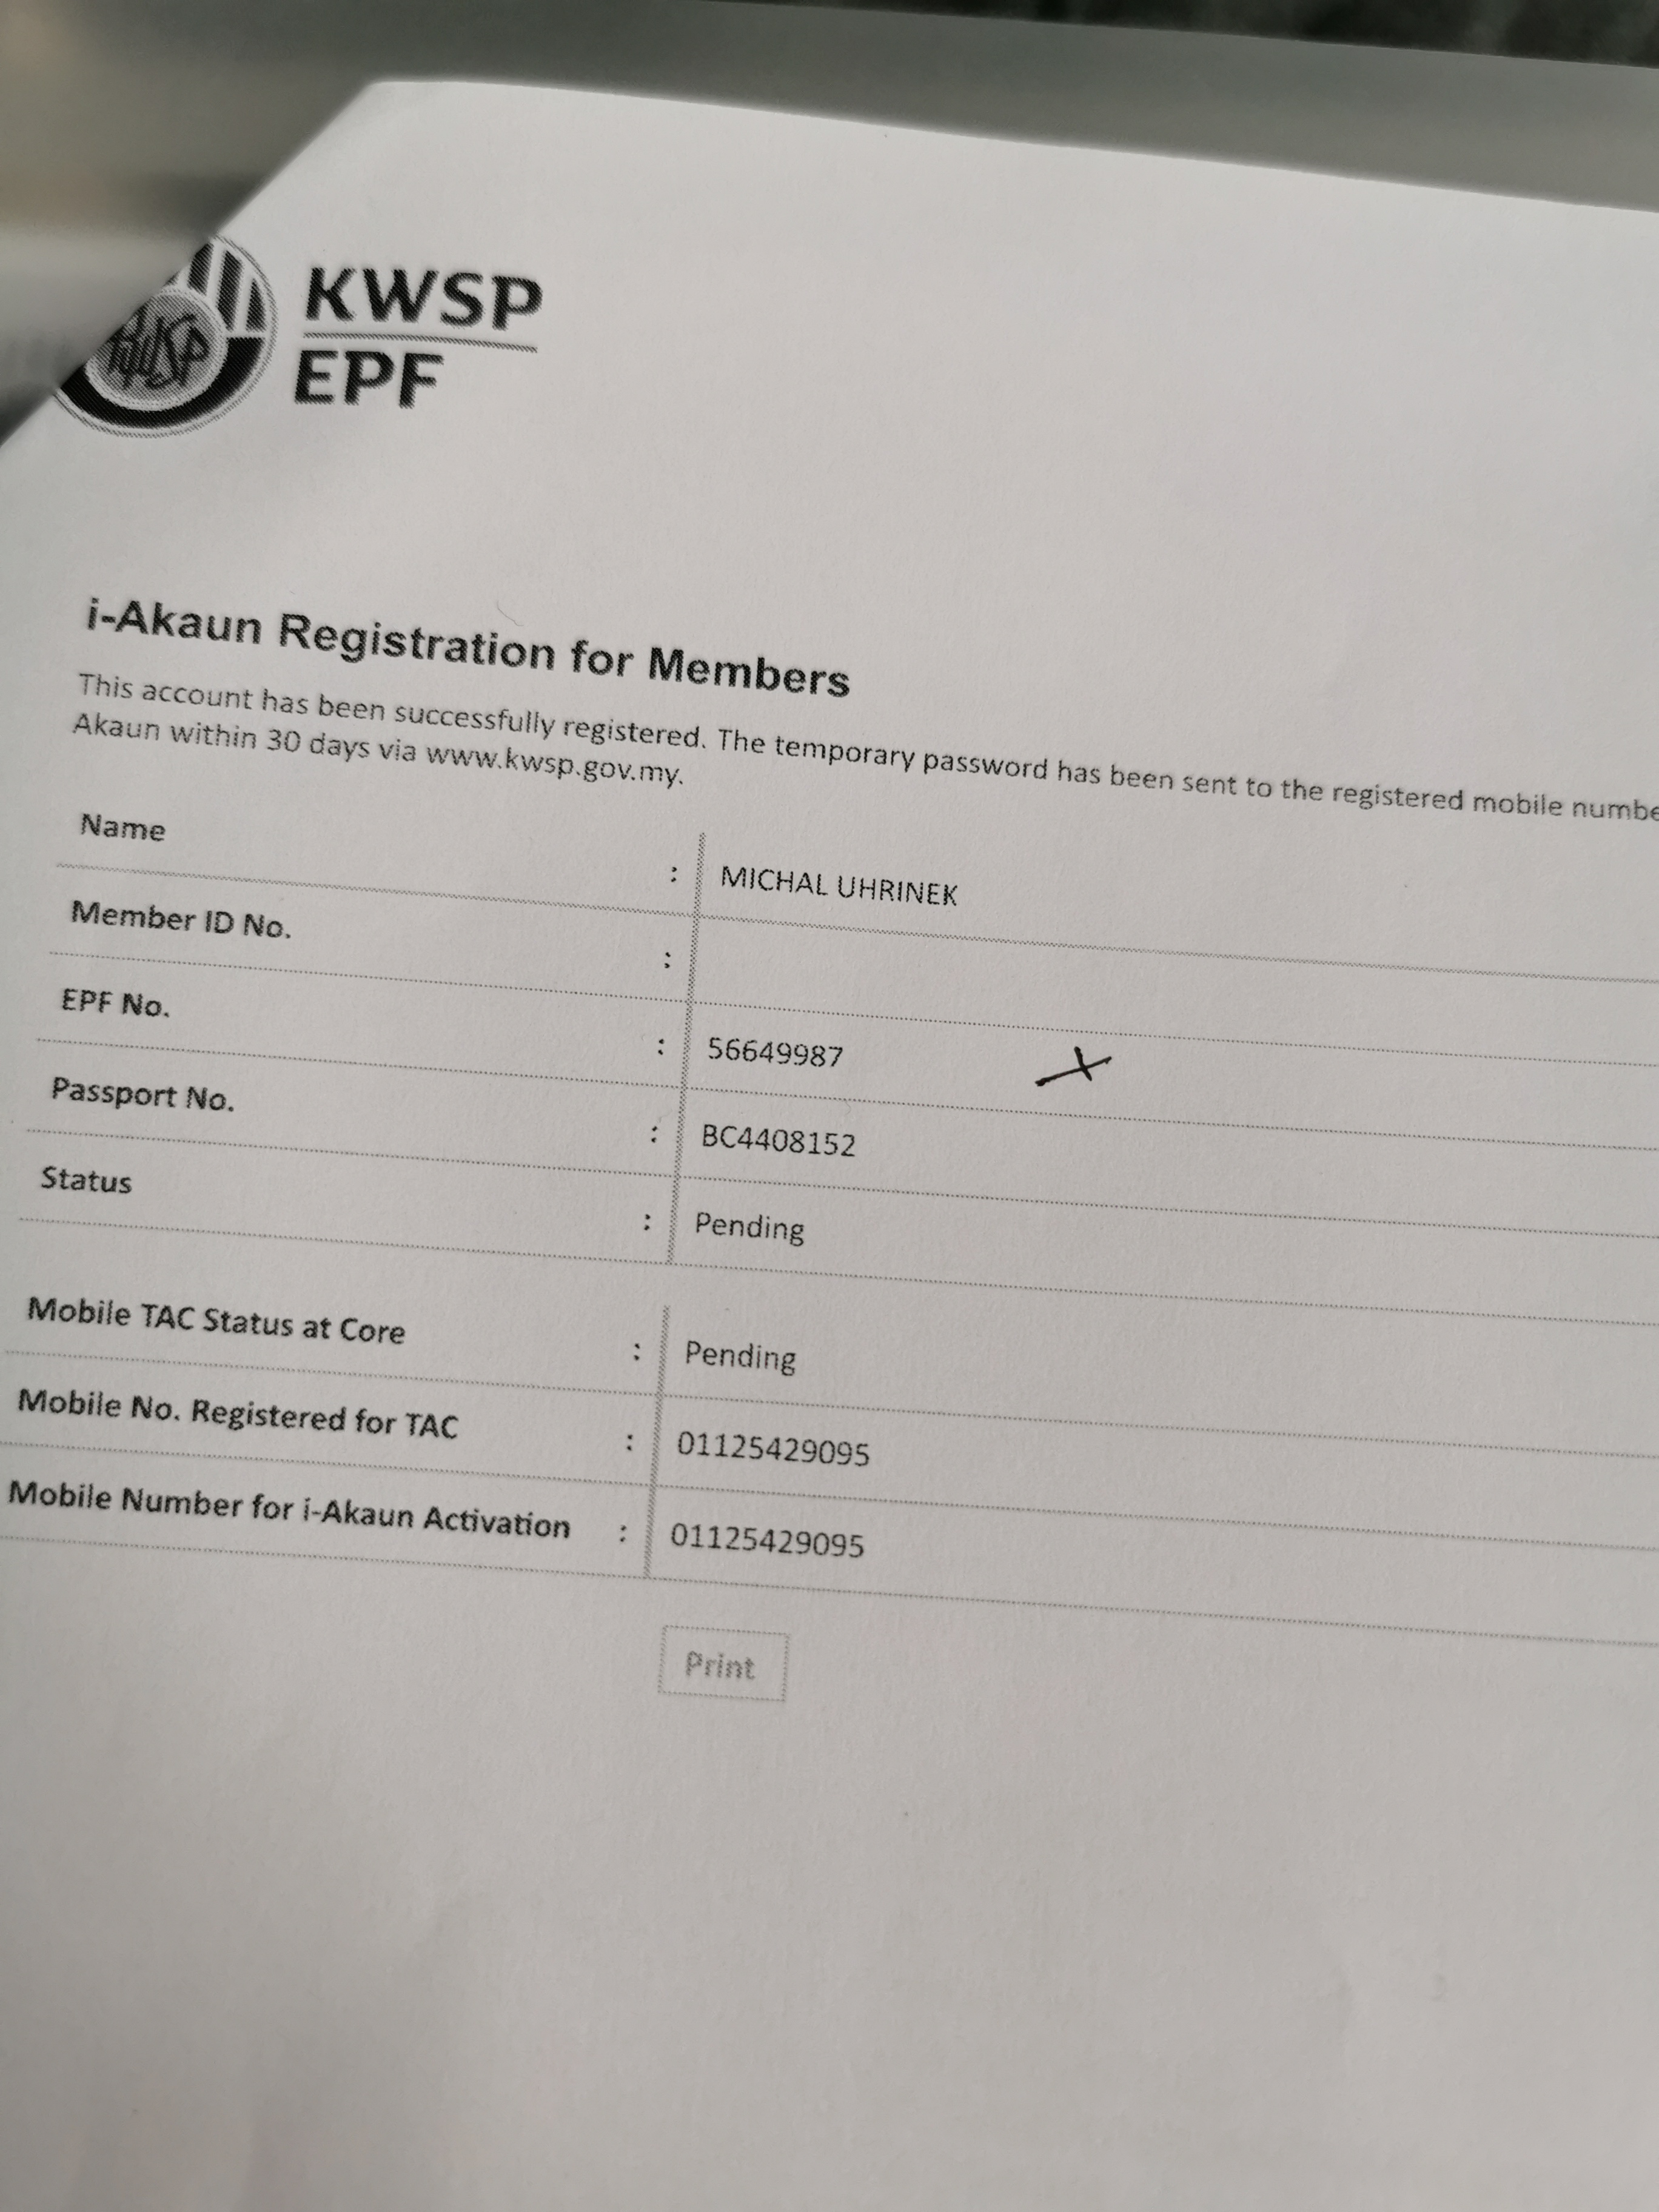 KWSP
KWSP
EPF
i-Akaun Registration for Members
This account has been successfully registered. The temporary password has been sent to the registered mobile
Akaun within 30 days via www.kwsp.gov.my.
Name : MICHAL UHRINEK
Member ID No. :
EPF No. : 56649987
Passport No. : BC4408152
Status : Pending
Mobile TAC Status at Core : Pending
Mobile No. Registered for TAC : 01125429095
Mobile Number for i-Akaun Activation : 01125429095
Print